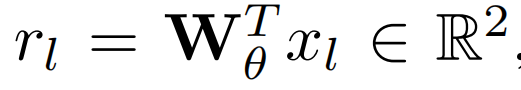 $r_l = \mathbf{W}_\theta^T x_l \in \mathbb{R}^2,$